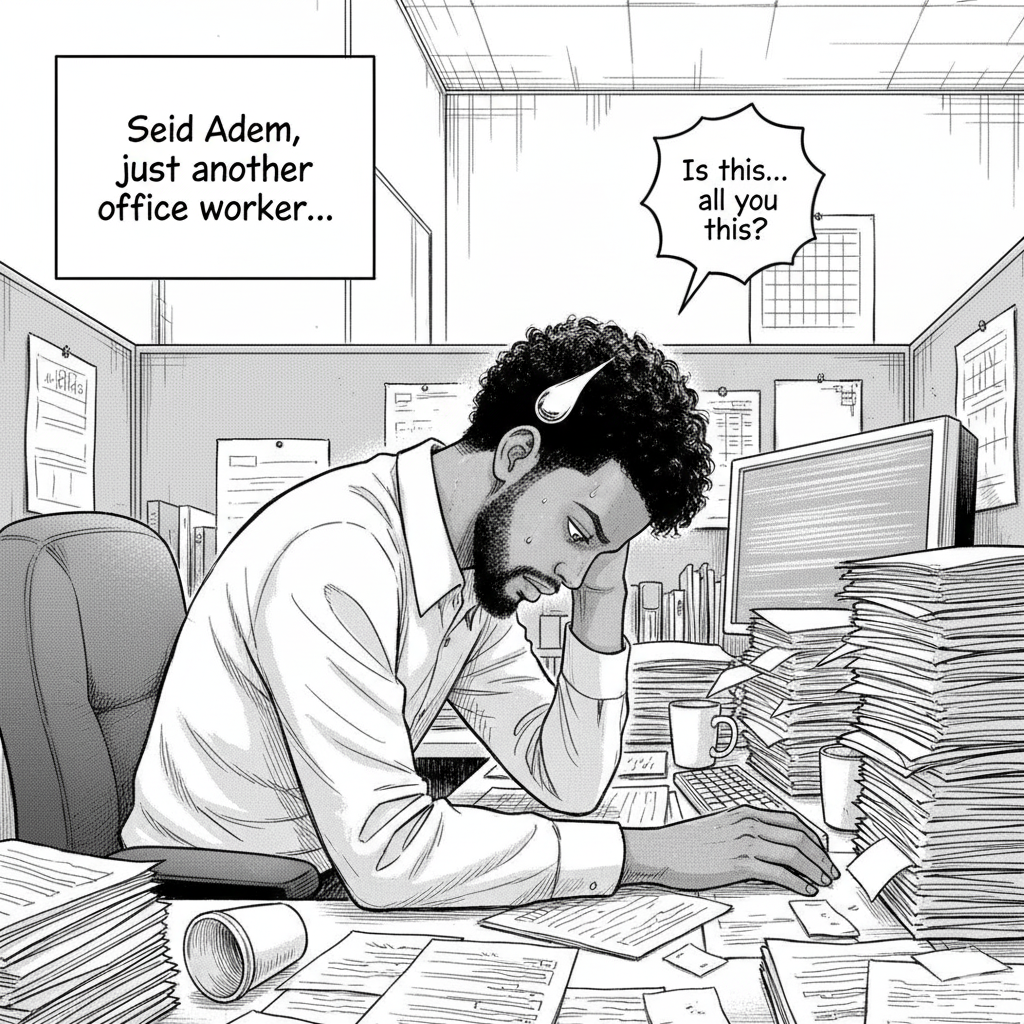 Seid Adem,
just another
office worker...
Is this...
all you
this?